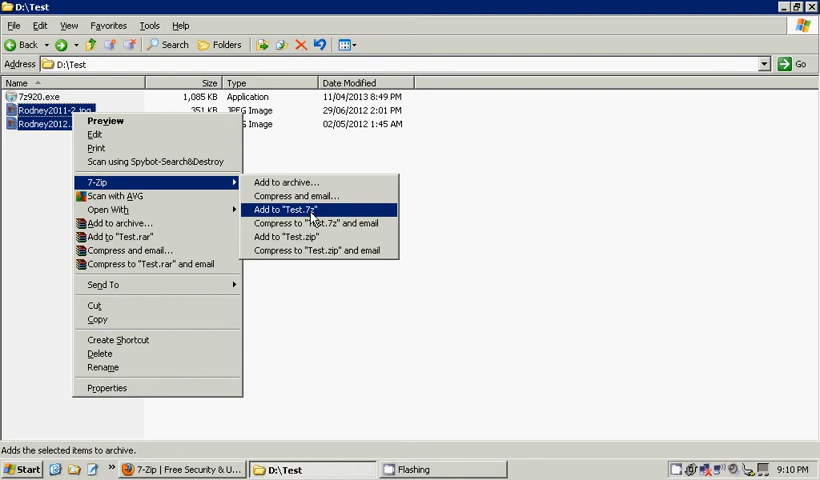 D:\Test
File Edit View Favorites Tools Help
Back Search Folders
Address D:\Test Go
Name Size Type Date Modified
7z920.exe 1,085 KB Application 11/04/2013 8:49 PM
Rodney2011-2.jpg 351 KB JPEG Image 29/06/2012 2:01 PM
Rodney2012. JPEG Image 02/05/2012 1:45 AM
Preview
Edit
Print
Scan using Spybot-Search&Destroy
7-Zip
Scan with AVG
Open With
Add to archive...
Add to "Test.rar"
Compress and email...
Compress to "Test.rar" and email
Send To
Cut
Copy
Create Shortcut
Delete
Rename
Properties
Add to archive...
Compress and email...
Add to "Test.7z"
Compress to "Test.7z" and email
Add to "Test.zip"
Compress to "Test.zip" and email
Adds the selected items to archive.
Start » 7-Zip | Free Security & U... D:\Test Flashing 9:10 PM